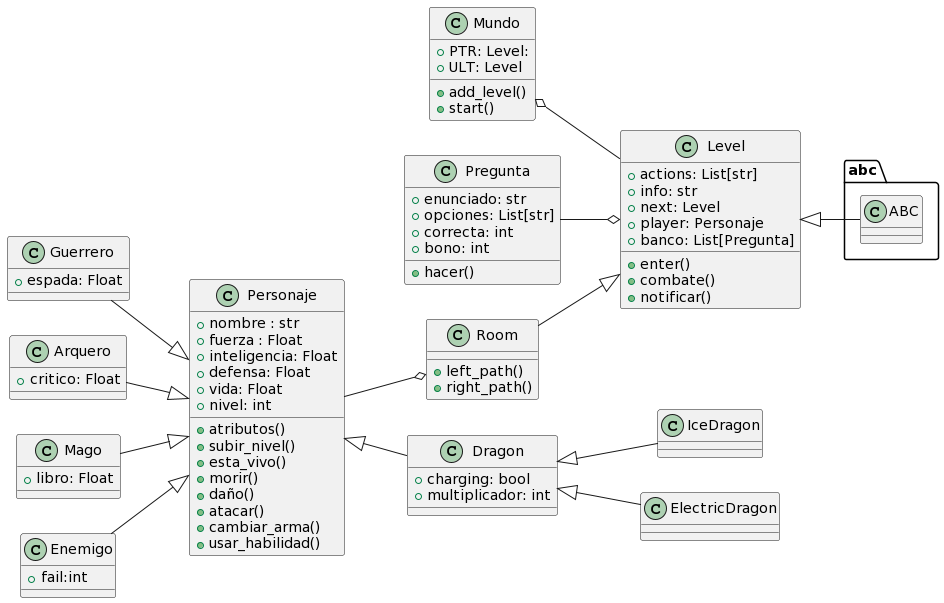 C Mundo
PTR: Level:
ULT: Level
add_level()
start()
C Pregunta
enunciado: str
opciones: List[str]
correcta: int
bono: int
hacer()
C Level
actions: List[str]
info: str
next: Level
player: Personaje
banco: List[Pregunta]
enter()
combate()
notificar()
abc
C ABC
C Guerrero
espada: Float
C Arquero
critico: Float
C Mago
libro: Float
C Enemigo
fail:int
C Personaje
nombre : str
fuerza : Float
inteligencia: Float
defensa: Float
vida: Float
nivel: int
atributos()
subir_nivel()
esta_vivo()
morir()
daño()
atacar()
cambiar_arma()
usar_habilidad()
C Room
left_path()
right_path()
C Dragon
charging: bool
multiplicador: int
C IceDragon
C ElectricDragon